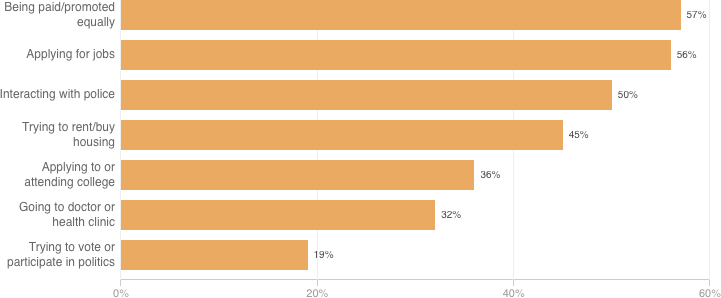 Being paid/promoted
equally
57%
Applying for jobs
56%
Interacting with police
50%
Trying to rent/buy
housing
45%
Applying to or
attending college
36%
Going to doctor or
health clinic
32%
Trying to vote or
participate in politics
19%
0%
20%
40%
60%